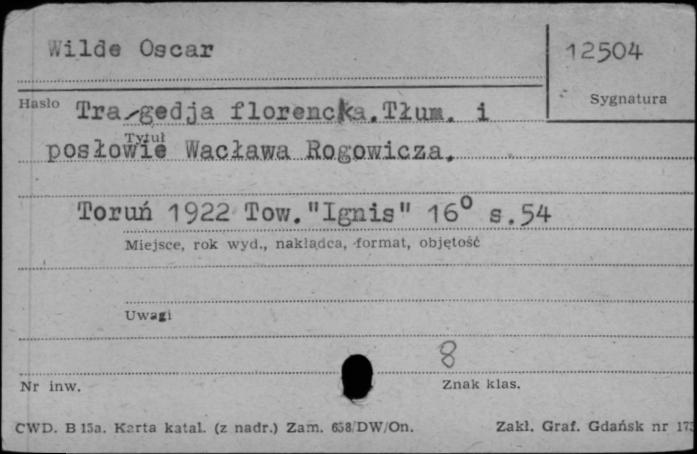 Wilde Oscar
12504
Hasło
Sygnatura
Tragedja florencka. Tłum. i
Tytuł
posłowie Wacława Rogowicza.
Toruń 1922 Tow. "Ignis" 16° s. 54
Miejsce, rok wyd., nakładca, format, objętość
Uwagi
8
Nr inw.
Znak klas.
CWD. B 15a. Karta katal. (z nadr.) Zam. 658/DW/On.
Zakl. Graf. Gdańsk nr